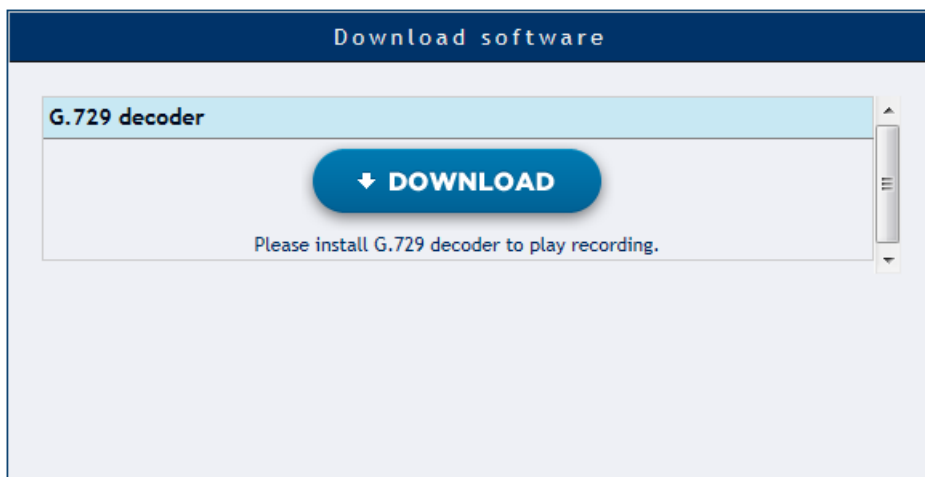 Download software
G.729 decoder
DOWNLOAD
Please install G.729 decoder to play recording.